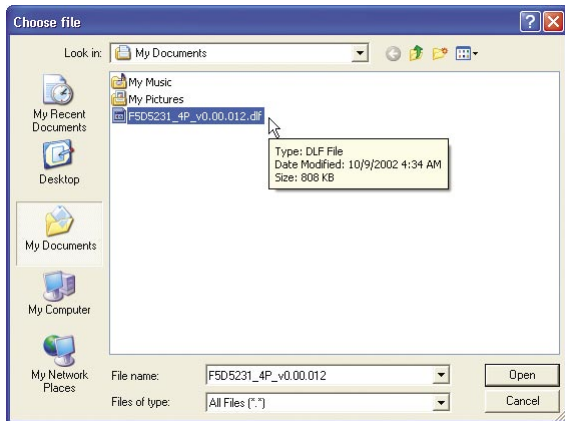 Choose file
Look in:
My Documents
My Recent
Documents
Desktop
My Documents
My Computer
My Network
Places
My Music
My Pictures
F5D5231_4P_v0.00.012.dlf
Type: DLF File
Date Modified: 10/9/2002 4:34 AM
Size: 808 KB
File name:
F5D5231_4P_v0.00.012
Open
Files of type:
All Files (*.*)
Cancel